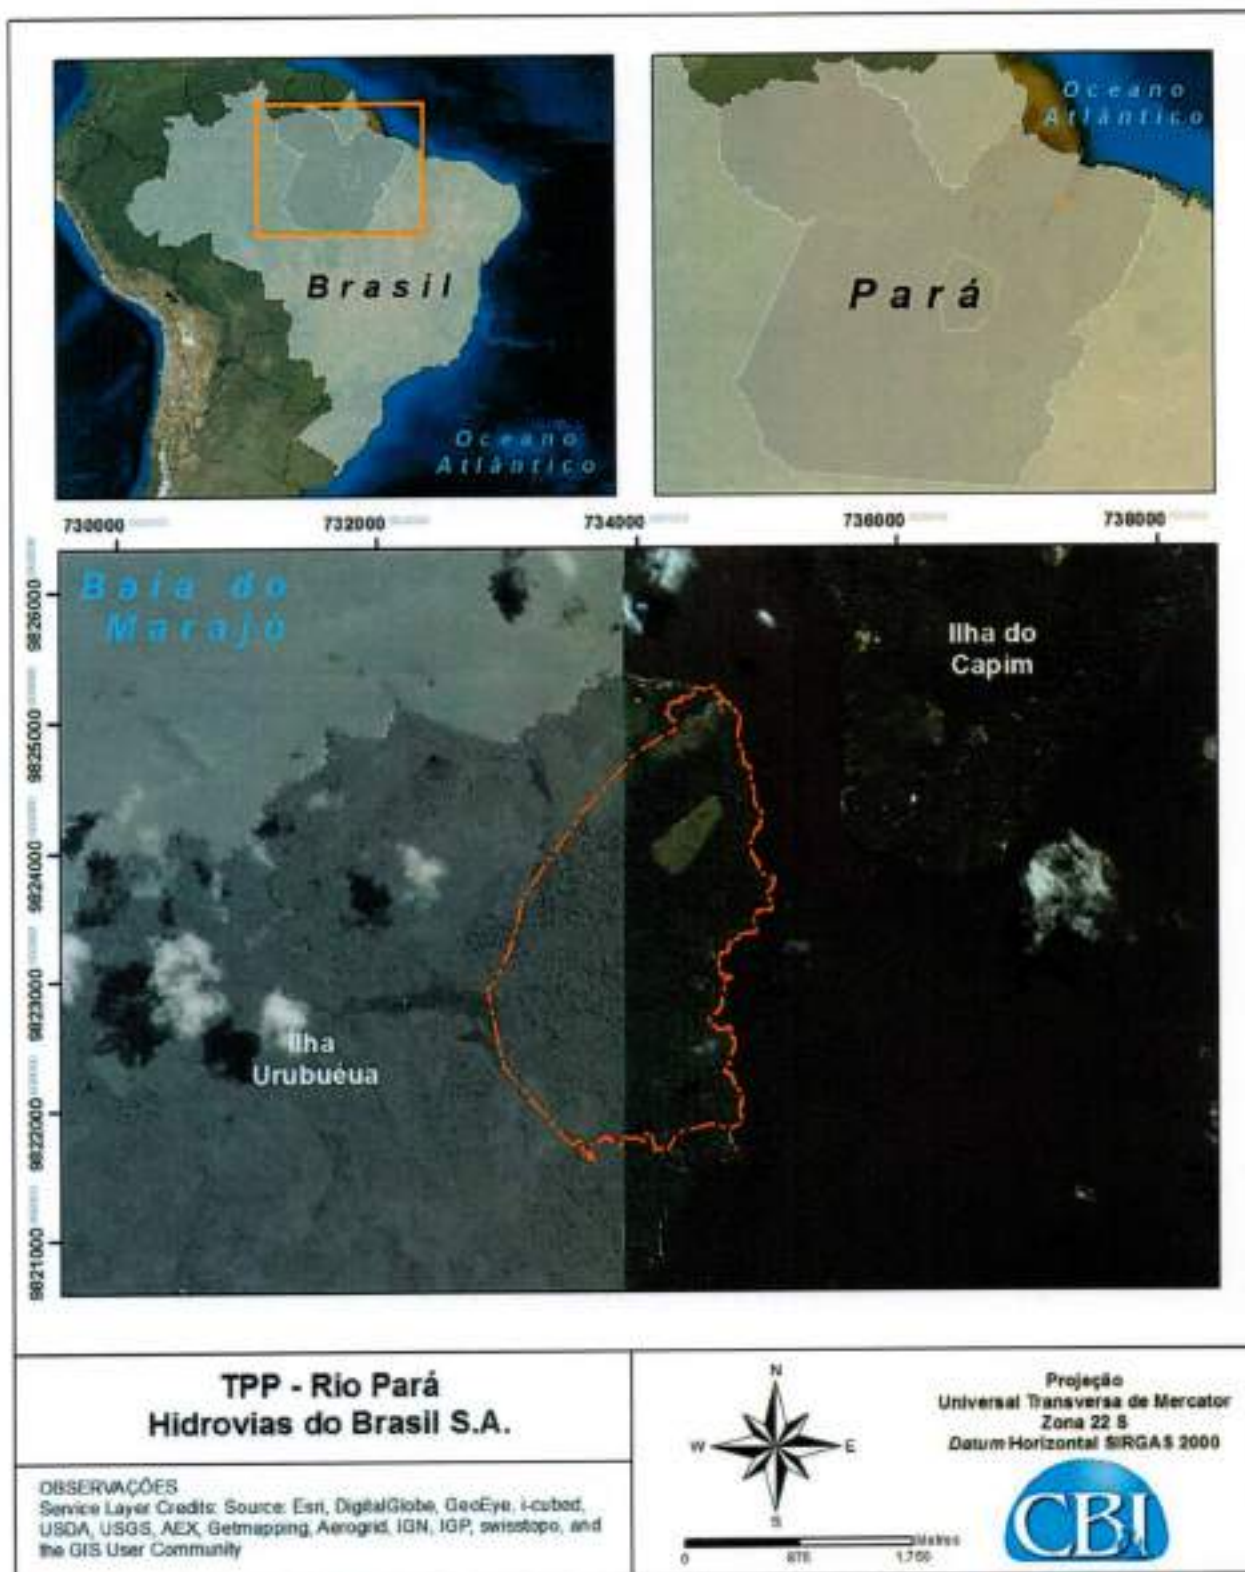 Oceano
Atlântico
Brasil
Pará
Oceano
Atlântico
730000 732000 734000 736000 738000
Baia do
Marajó
Ilha do
Capim
9826000
9825000
9824000
9823000
9822000
9821000
Ilha
Urubuéua
TPP - Rio Pará
Hidrovias do Brasil S.A.
OBSERVAÇÕES
Service Layer Credits: Source: Esri, DigitalGlobe, GeoEye, i-cubed,
USDA, USGS, AEX, Getmapping, Aerogrid, IGN, IGP, swisstopo, and
the GIS User Community
N
W E
S
Metros
0 875 1.750
Projeção
Universal Transversa de Mercator
Zona 22 S
Datum Horizontal SIRGAS 2000
CBI